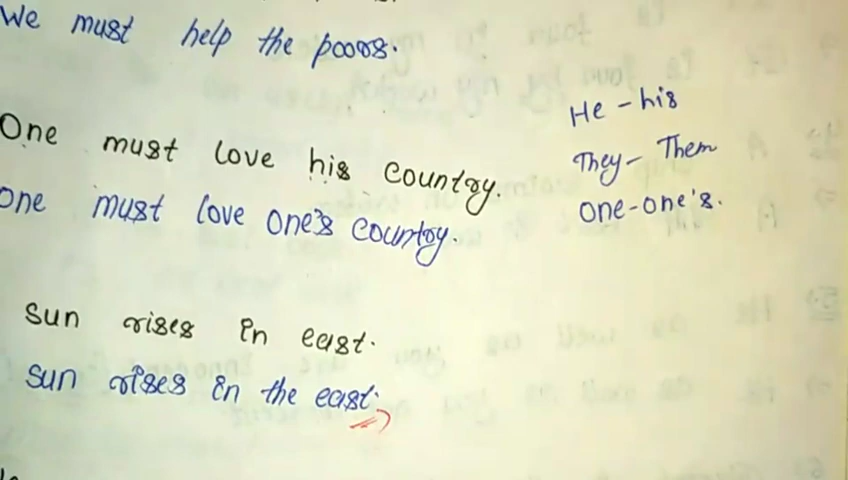 We must help the poors.
One must love his country.
He - his
They - Them
One must love one's country.
One - one's.
Sun rises in east.
Sun rises in the east.